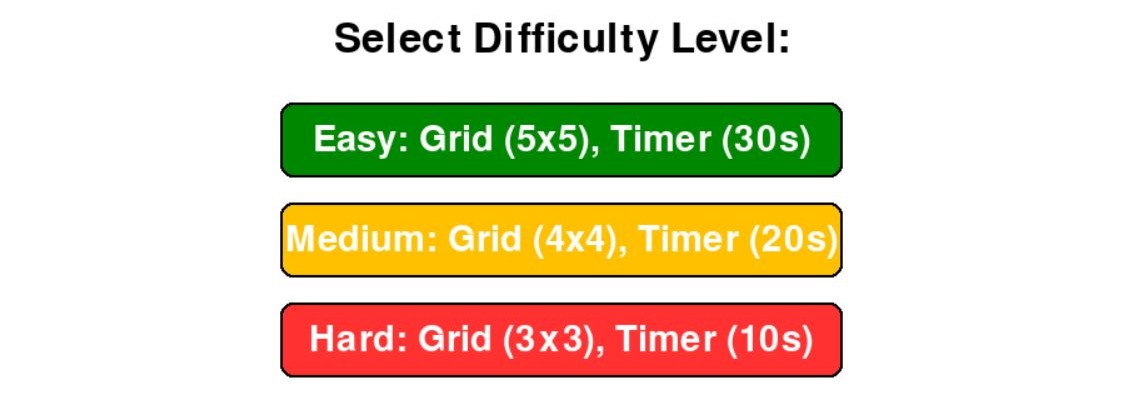 Select Difficulty Level:
Easy: Grid (5x5), Timer (30s)
Medium: Grid (4x4), Timer (20s)
Hard: Grid (3x3), Timer (10s)